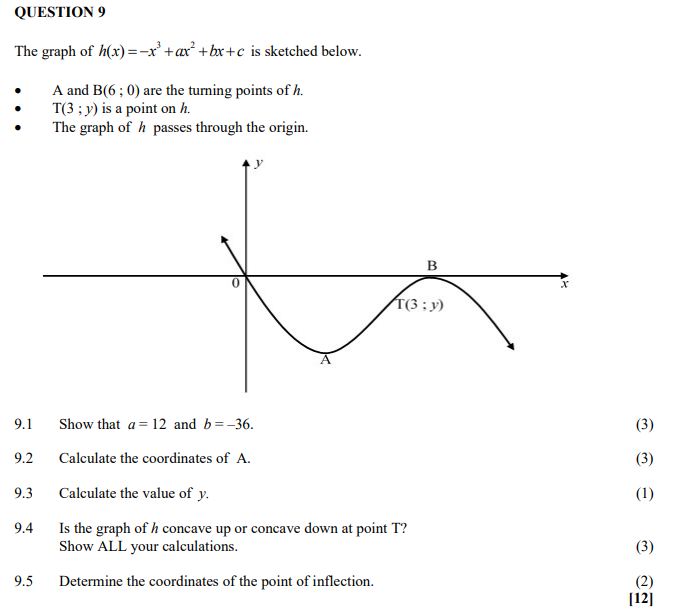 QUESTION 9
The graph of h(x) = −x³ + ax² + bx + c is sketched below.
• A and B(6 ; 0) are the turning points of h.
• T(3 ; y) is a point on h.
• The graph of h passes through the origin.
y
B
0
x
T(3 ; y)
A
9.1 Show that a = 12 and b = −36. (3)
9.2 Calculate the coordinates of A. (3)
9.3 Calculate the value of y. (1)
9.4 Is the graph of h concave up or concave down at point T?
Show ALL your calculations. (3)
9.5 Determine the coordinates of the point of inflection. (2)
[12]